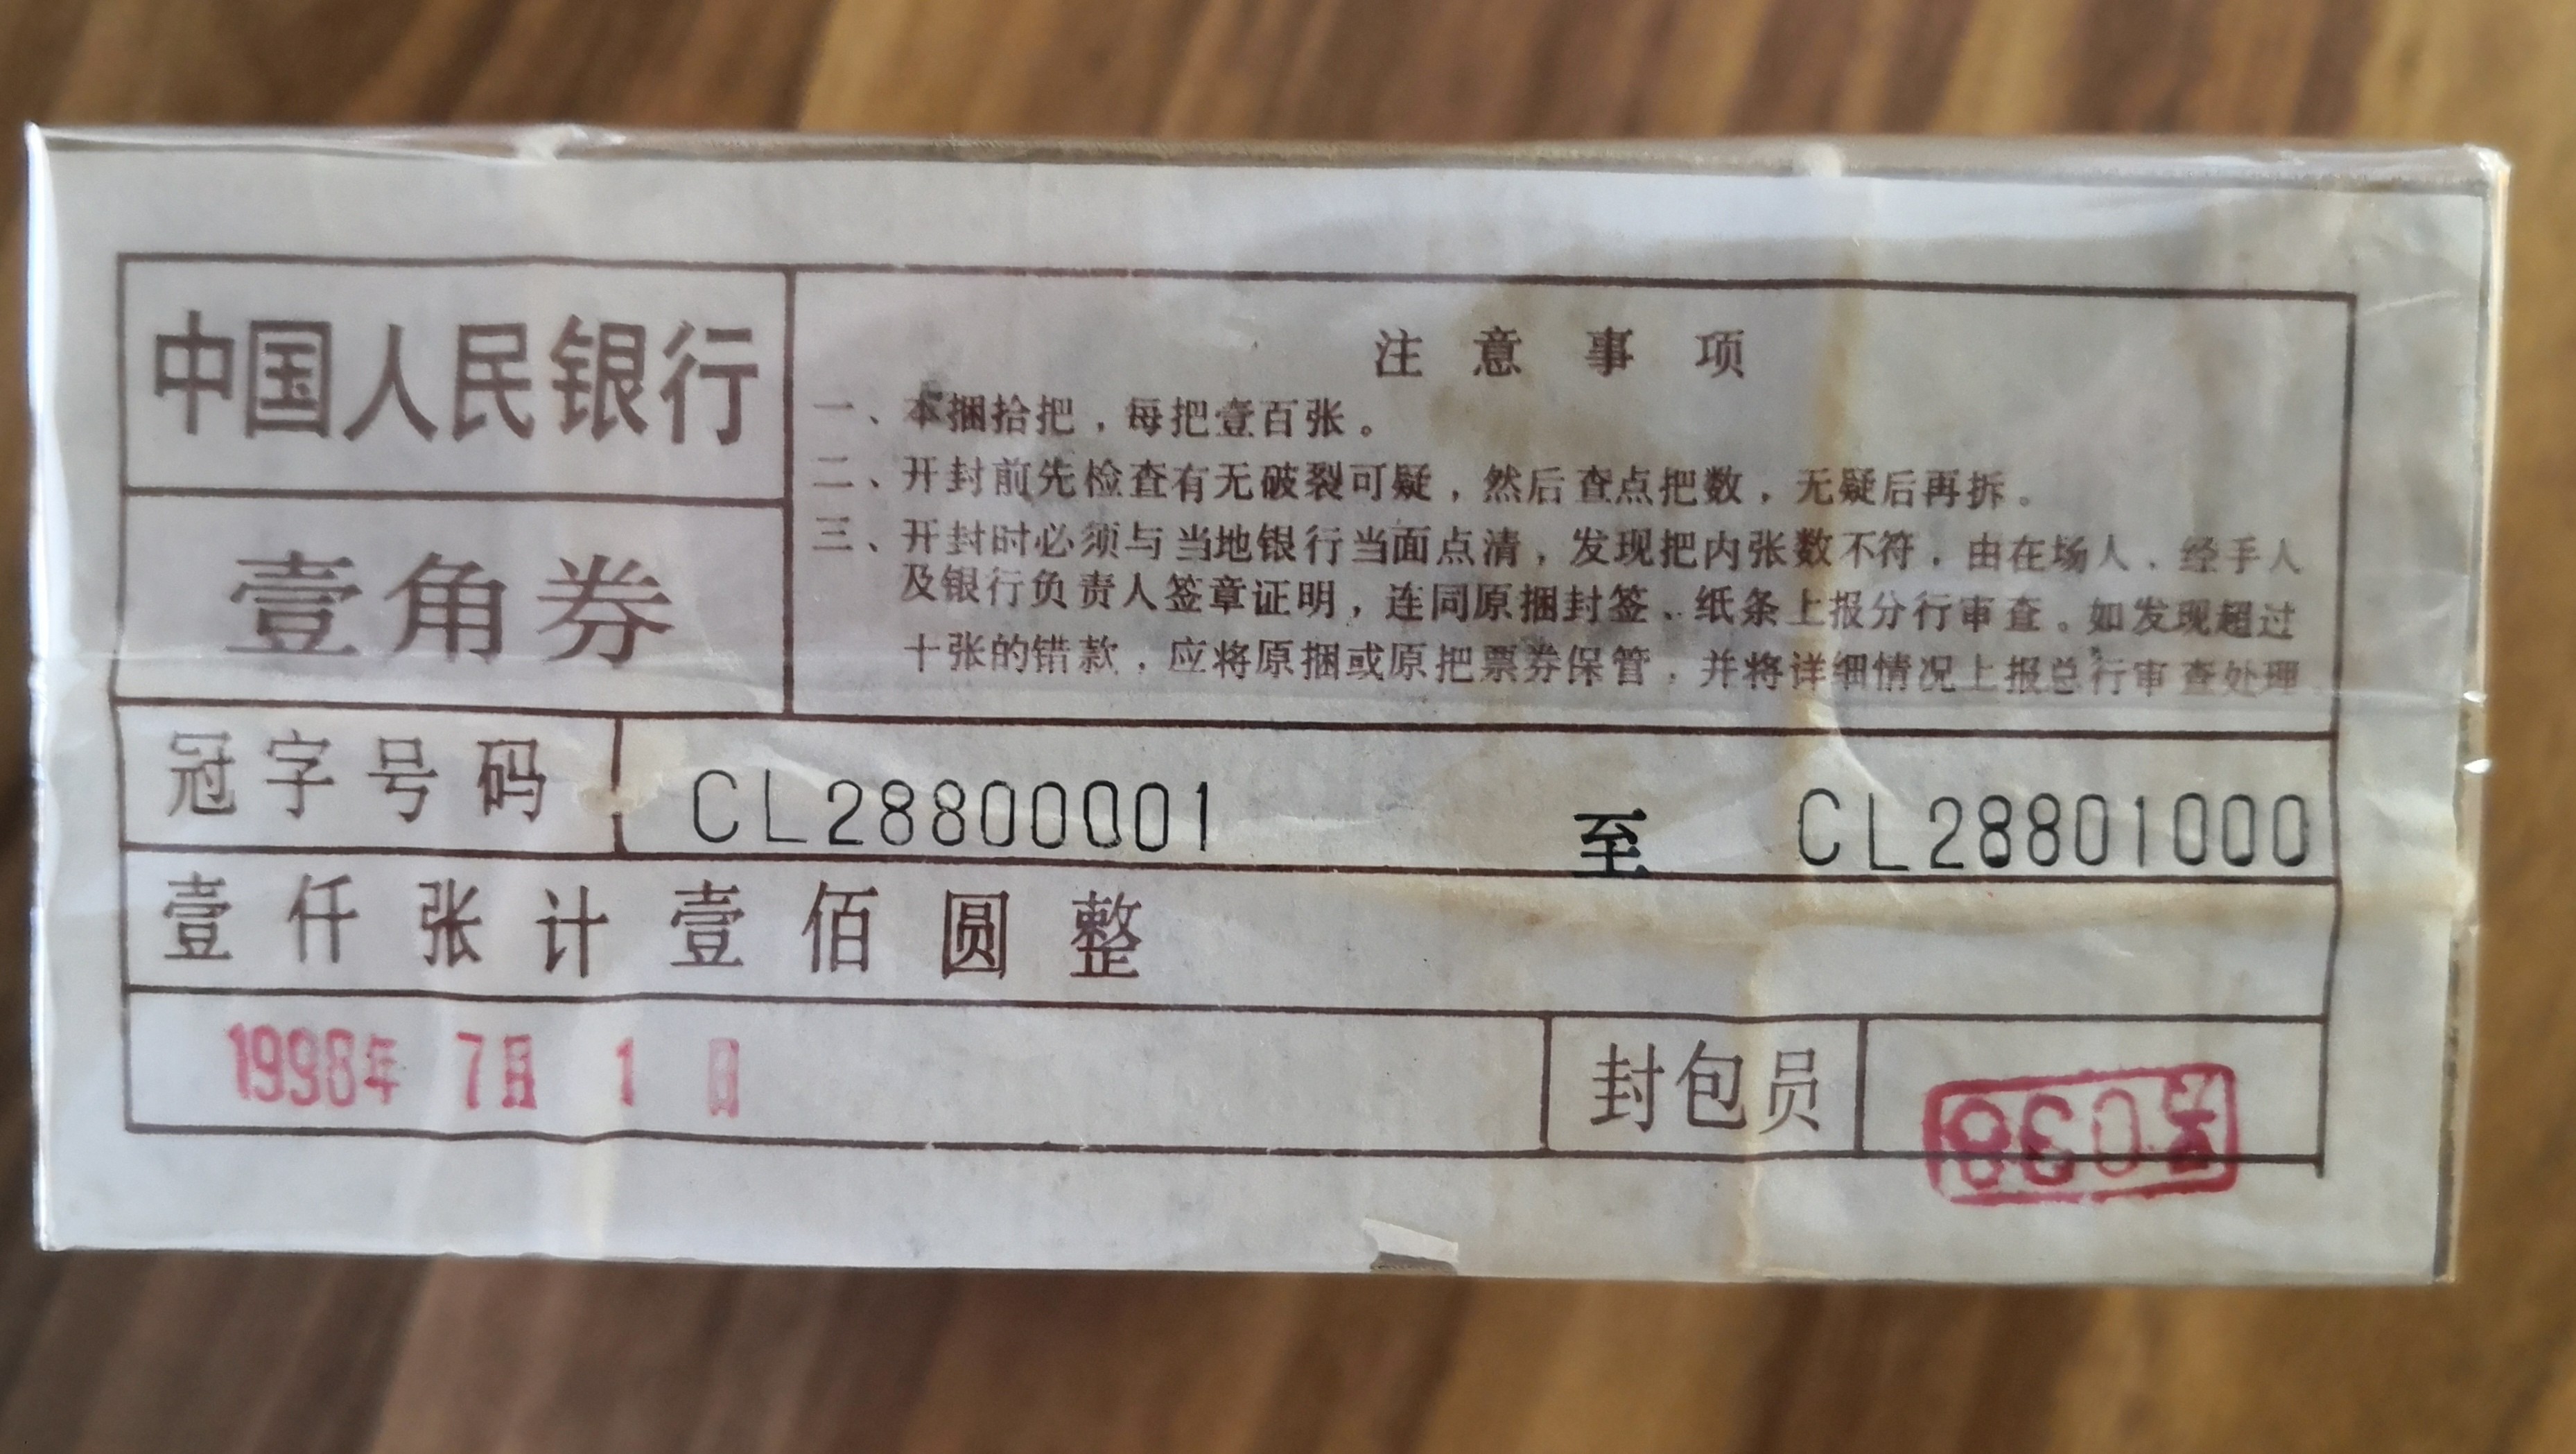 中国人民银行
壹角券
注意事项
一、本捆拾把，每把壹百张。
二、开封前先检查有无破裂可疑，然后查点把数，无疑后再拆。
三、开封时必须与当地银行当面点清，发现把内张数不符，由在场人、经手人
及银行负责人签章证明，连同原捆封签、纸条上报分行审查。如发现超过
十张的错款，应将原捆或原把票券保管，并将详细情况上报总行审查处理
冠字号码 CL28800001 至 CL28801000
壹仟张计壹佰圆整
1998年 7月 1 日 封包员